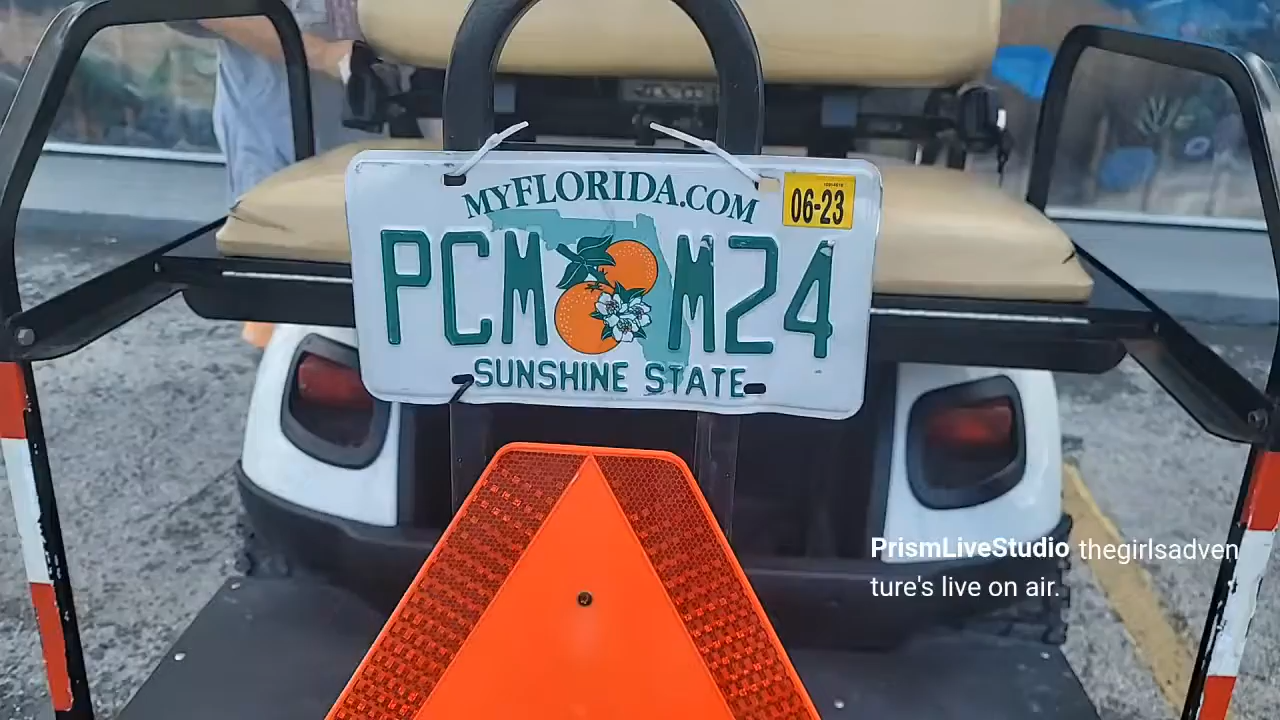 MYFLORIDA.COM
06-23
PCM M24
SUNSHINE STATE
PrismLiveStudio thegirlsadven
ture's live on air.